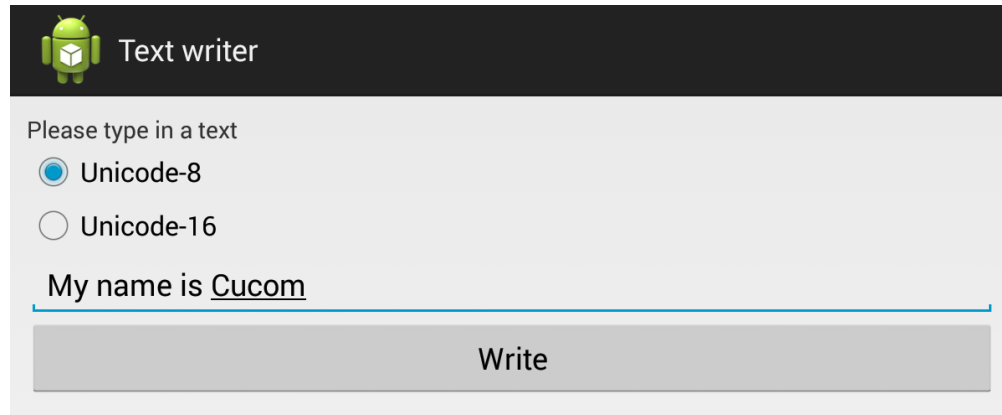 Text writer
Please type in a text
Unicode-8
Unicode-16
My name is Cucom
Write